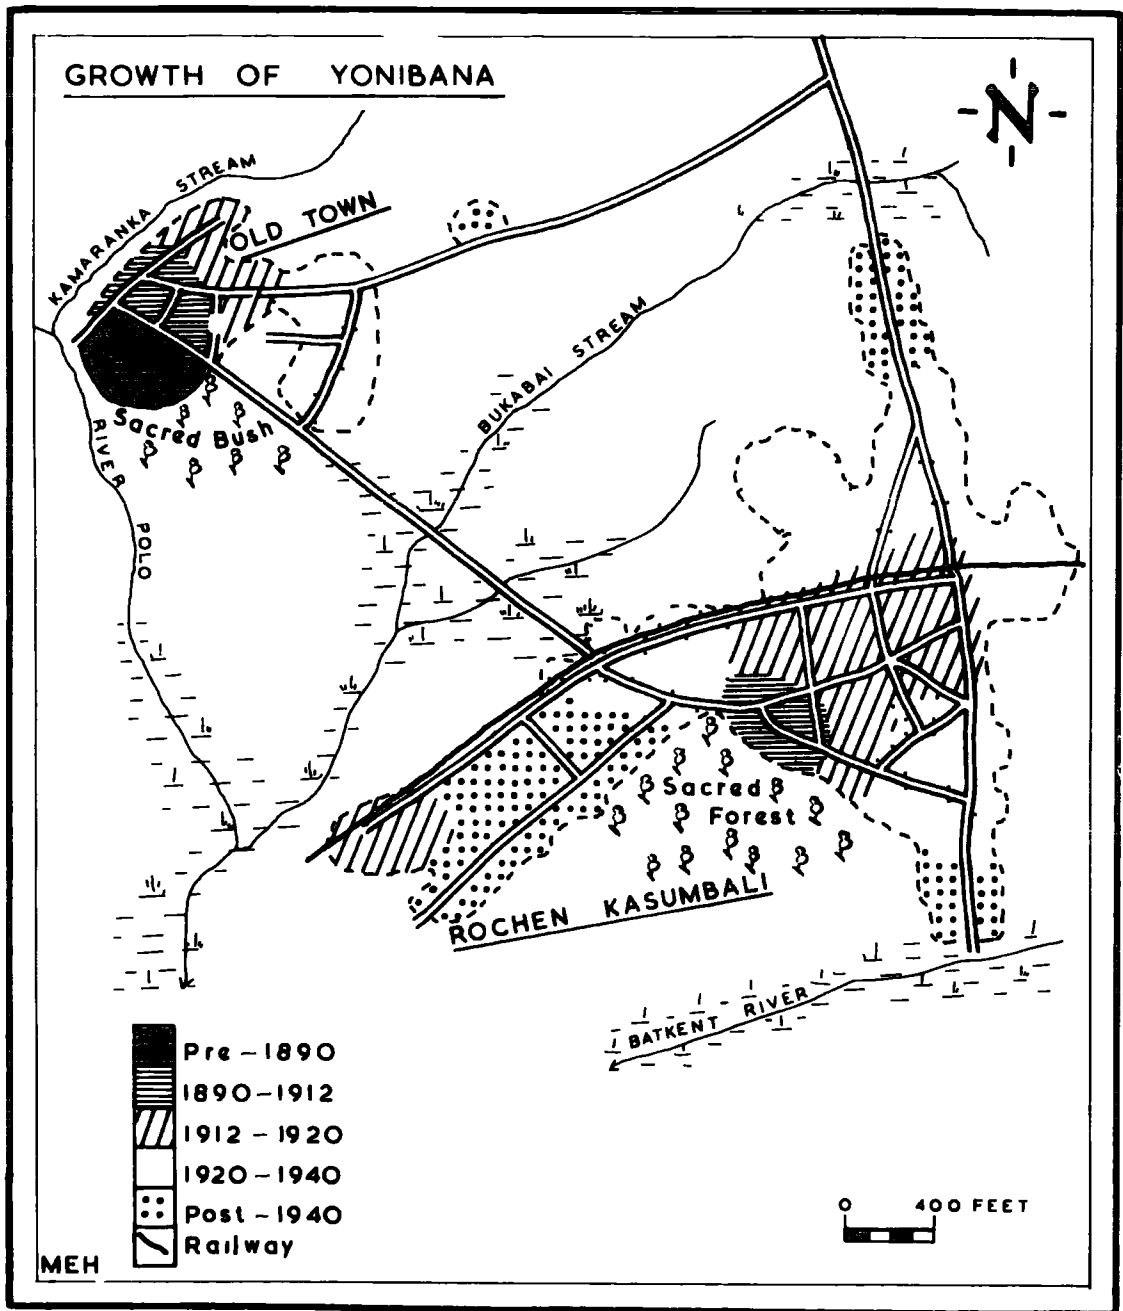 GROWTH OF YONIBANA
N
KAMARANKA STREAM
OLD TOWN
BUKABAI STREAM
Sacred Bush
RIVER POLO
Sacred
Forest
ROCHEN KASUMBALI
BATKENT RIVER
Pre-1890
1890-1912
1912-1920
1920-1940
Post-1940
Railway
0 400 FEET
MEH